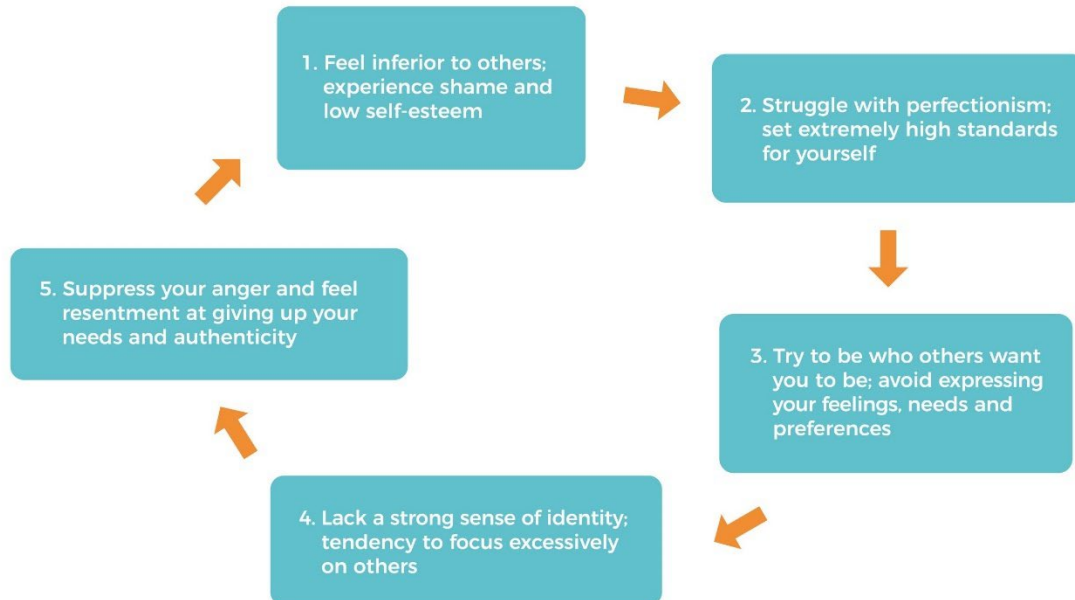 1. Feel inferior to others;
experience shame and
low self-esteem
2. Struggle with perfectionism;
set extremely high standards
for yourself
3. Try to be who others want
you to be; avoid expressing
your feelings, needs and
preferences
4. Lack a strong sense of identity;
tendency to focus excessively
on others
5. Suppress your anger and feel
resentment at giving up your
needs and authenticity